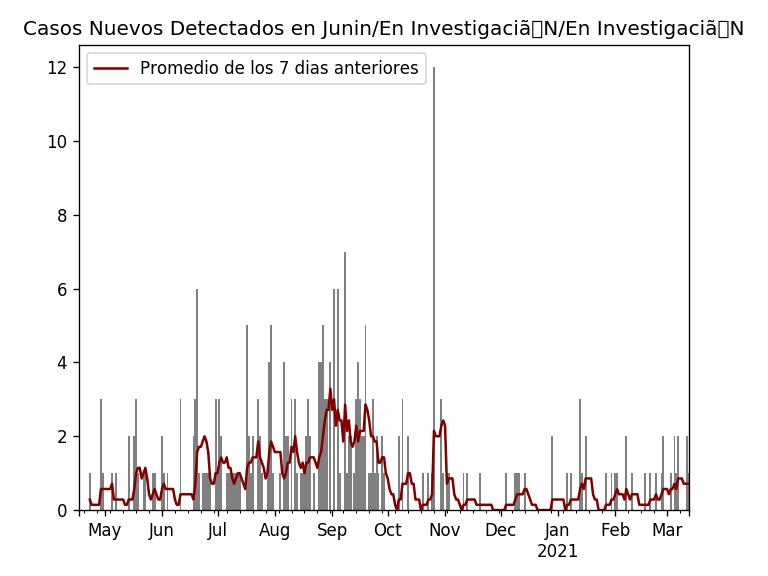 Casos Nuevos Detectados en Junin/En Investigaciã▯N/En Investigaciã▯N
Promedio de los 7 dias anteriores
12
10
8
6
4
2
0
May Jun Jul Aug Sep Oct Nov Dec Jan Feb Mar
2021